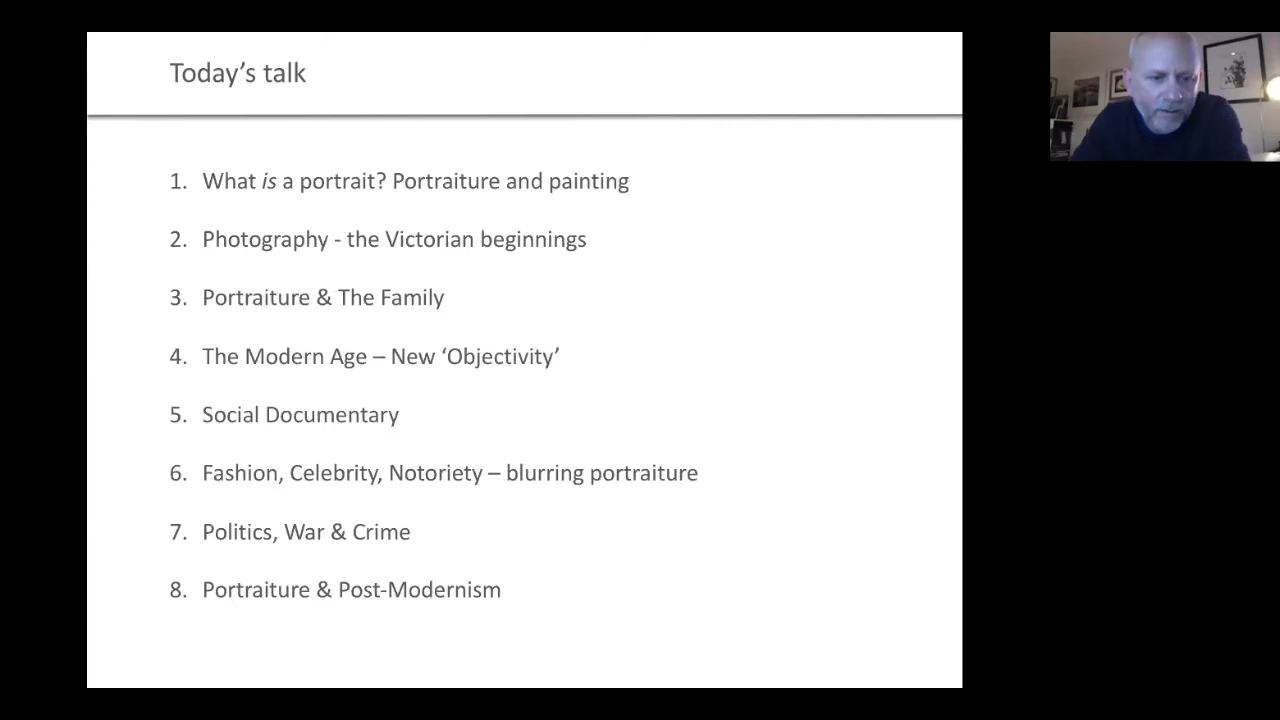 Today’s talk
1. What is a portrait? Portraiture and painting
2. Photography - the Victorian beginnings
3. Portraiture & The Family
4. The Modern Age – New ‘Objectivity’
5. Social Documentary
6. Fashion, Celebrity, Notoriety – blurring portraiture
7. Politics, War & Crime
8. Portraiture & Post-Modernism